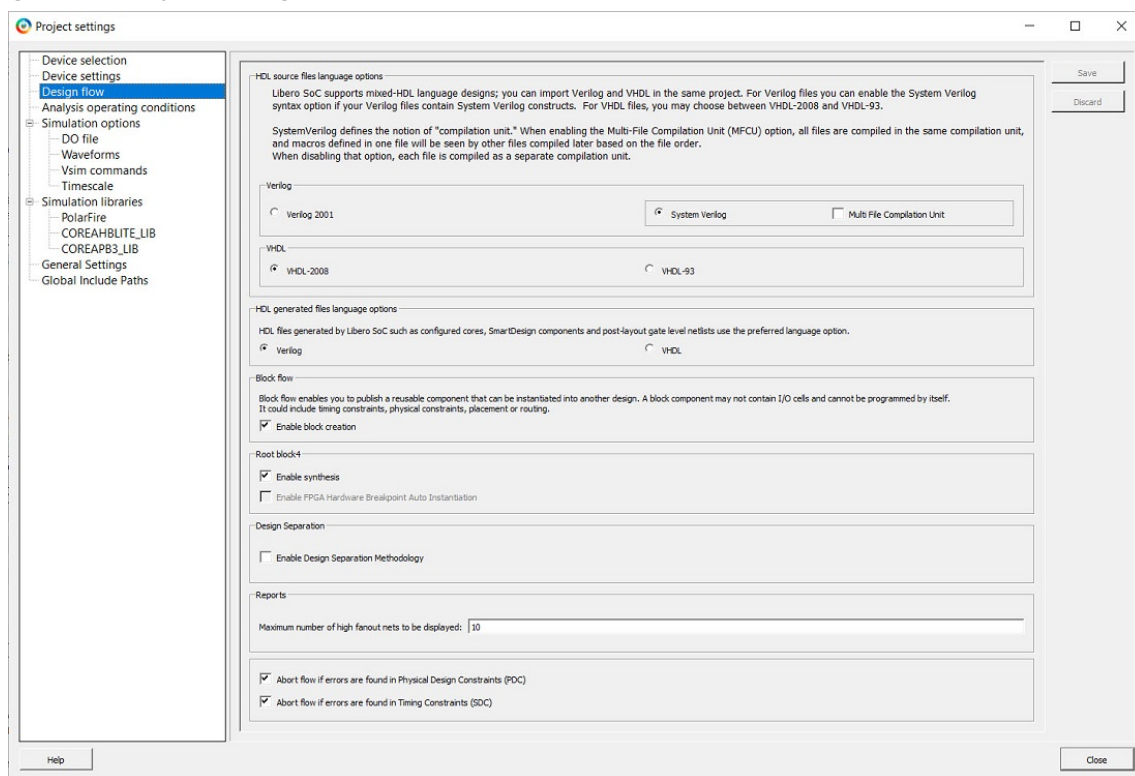 Project settings
Device selection
Device settings
Design flow
Analysis operating conditions
Simulation options
DO file
Waveforms
Vsim commands
Timescale
Simulation libraries
PolarFire
COREAHBLITE_LIB
COREAPB3_LIB
General Settings
Global Include Paths
HDL source files language options
Libero SoC supports mixed-HDL language designs; you can import Verilog and VHDL in the same project. For Verilog files you can enable the System Verilog
syntax option if your Verilog files contain System Verilog constructs. For VHDL files, you may choose between VHDL-2008 and VHDL-93.
SystemVerilog defines the notion of "compilation unit." When enabling the Multi-File Compilation Unit (MFCU) option, all files are compiled in the same compilation unit,
and macros defined in one file will be seen by other files compiled later based on the file order.
When disabling that option, each file is compiled as a separate compilation unit.
Verilog
Verilog 2001
System Verilog
Multi File Compilation Unit
VHDL
VHDL-2008
VHDL-93
HDL generated files language options
HDL files generated by Libero SoC such as configured cores, SmartDesign components and post-layout gate level netlists use the preferred language option.
Verilog
VHDL
Block flow
Block flow enables you to publish a reusable component that can be instantiated into another design. A block component may not contain I/O cells and cannot be programmed by itself.
It could include timing constraints, physical constraints, placement or routing.
Enable block creation
Root block4
Enable synthesis
Enable FPGA Hardware Breakpoint Auto Instantiation
Design Separation
Enable Design Separation Methodology
Reports
Maximum number of high fanout nets to be displayed: 10
Abort flow if errors are found in Physical Design Constraints (PDC)
Abort flow if errors are found in Timing Constraints (SDC)
Save
Discard
Help
Close